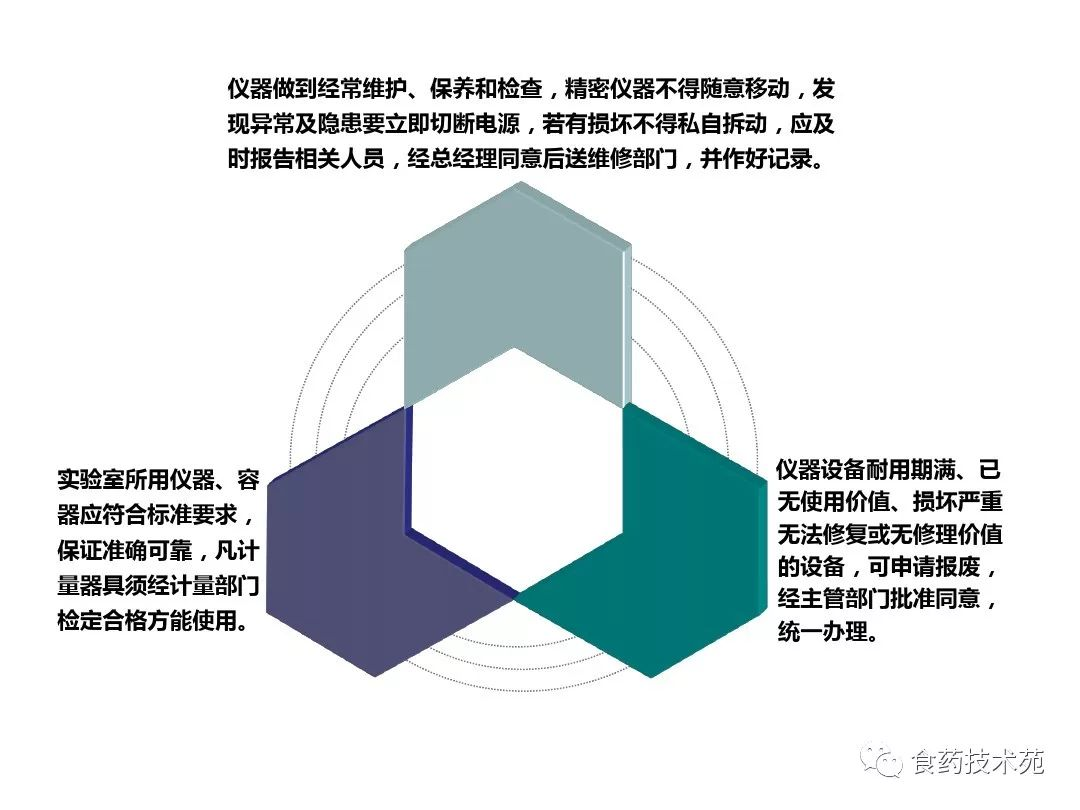 仪器做到经常维护、保养和检查，精密仪器不得随意移动，发
现异常及隐患要立即切断电源，若有损坏不得私自拆动，应及
时报告相关人员，经总经理同意后送维修部门，并作好记录。
实验室所用仪器、容
器应符合标准要求，
保证准确可靠，凡计
量器具须经计量部门
检定合格方能使用。
仪器设备耐用期满、已
无使用价值、损坏严重
无法修复或无修理价值
的设备，可申请报废，
经主管部门批准同意，
统一办理。
食药技术苑